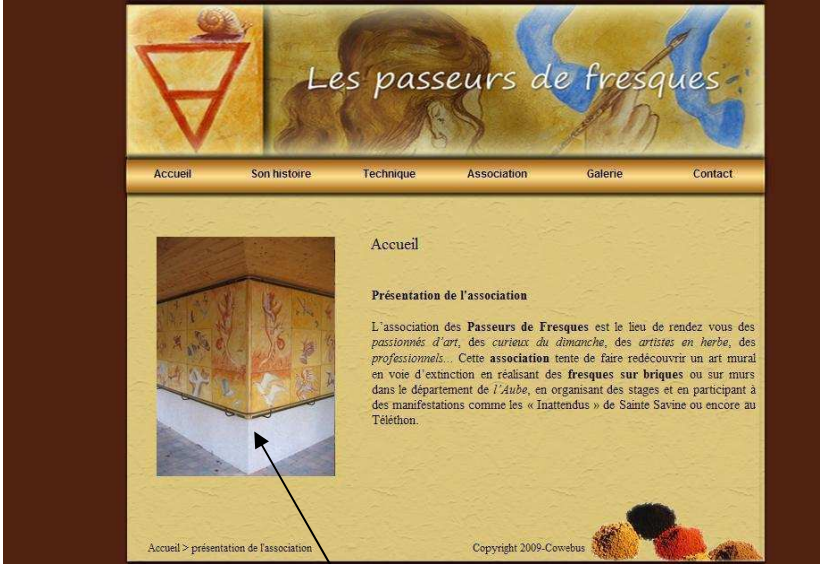 Les passeurs de fresques
Accueil Son histoire Technique Association Galerie Contact
Accueil
Présentation de l'association
L'association des Passeurs de Fresques est le lieu de rendez vous des
passionnés d'art, des curieux du dimanche, des artistes en herbe, des
professionnels... Cette association tente de faire redécouvrir un art mural
en voie d'extinction en réalisant des fresques sur briques ou sur murs
dans le département de l'Aube, en organisant des stages et en participant à
des manifestations comme les « Inattendus » de Sainte Savine ou encore au
Téléthon.
Accueil > présentation de l'association Copyright 2009-Cowebus